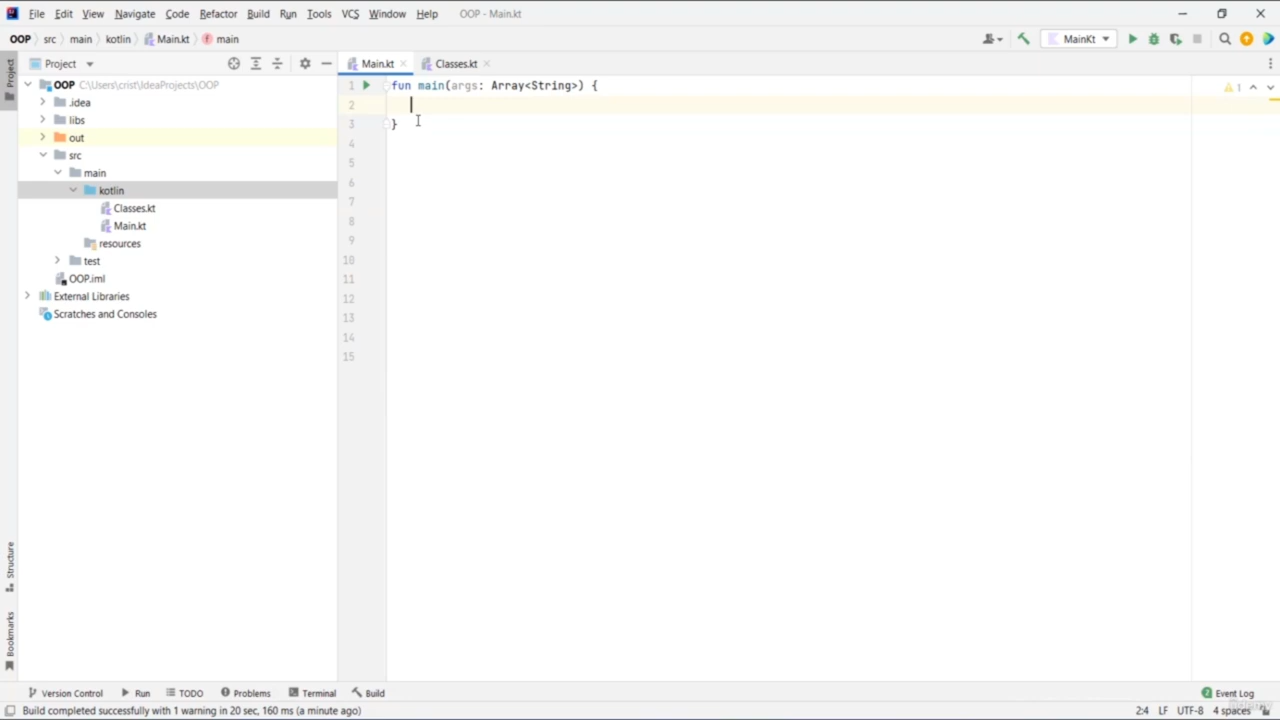 File Edit View Navigate Code Refactor Build Run Tools VCS Window Help OOP - Main.kt
OOP src main kotlin Main.kt main MainKt
Project Main.kt Classes.kt
Project
OOP C:\Users\crist\IdeaProjects\OOP
.idea
libs
out
src
main
kotlin
Classes.kt
Main.kt
resources
test
OOP.iml
External Libraries
Scratches and Consoles
1 fun main(args: Array<String>) { 1
2
3 }
4
5
6
7
8
9
10
11
12
13
14
15
Structure
Bookmarks
Version Control Run TODO Problems Terminal Build 2 Event Log
Build completed successfully with 1 warning in 20 sec, 160 ms (a minute ago) 2:4 LF UTF-8 4 spaces